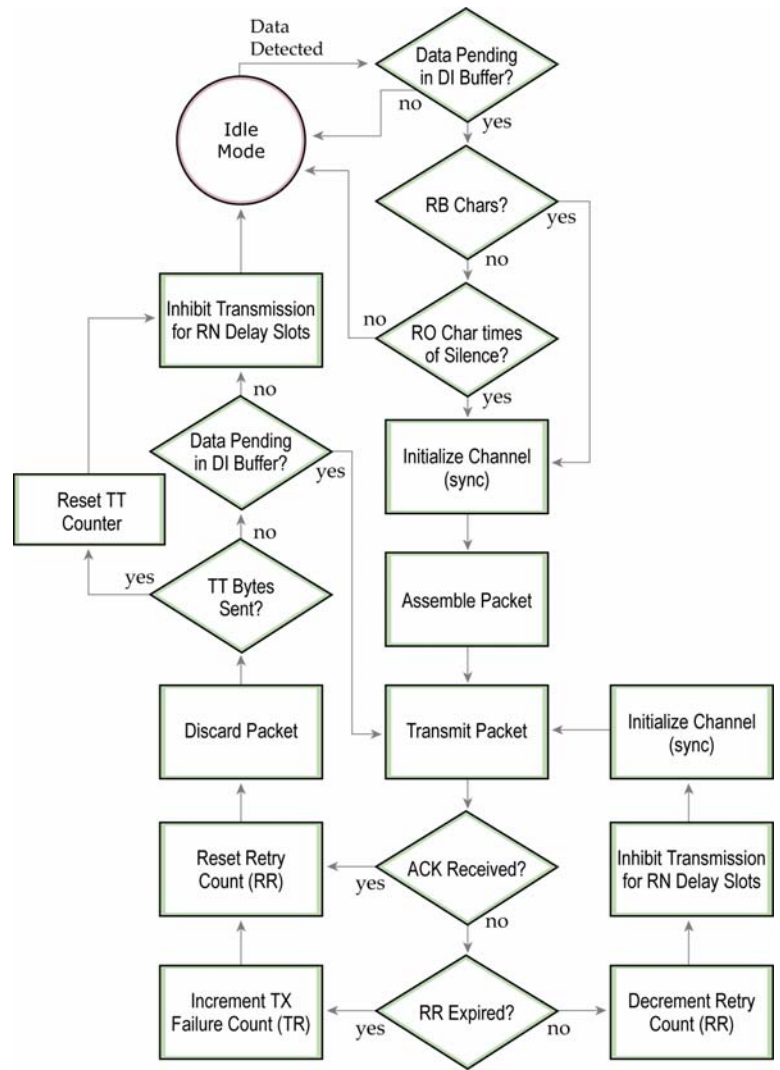 Data
Detected
Data Pending
in DI Buffer?
no
yes
Idle
Mode
RB Chars?
yes
no
Inhibit Transmission
for RN Delay Slots
no
RO Char times
of Silence?
yes
no
Data Pending
in DI Buffer?
yes
Initialize Channel
(sync)
Reset TT
Counter
no
yes
TT Bytes
Sent?
Assemble Packet
Discard Packet
Transmit Packet
Initialize Channel
(sync)
Reset Retry
Count (RR)
yes
ACK Received?
no
Inhibit Transmission
for RN Delay Slots
Increment TX
Failure Count (TR)
yes
RR Expired?
no
Decrement Retry
Count (RR)